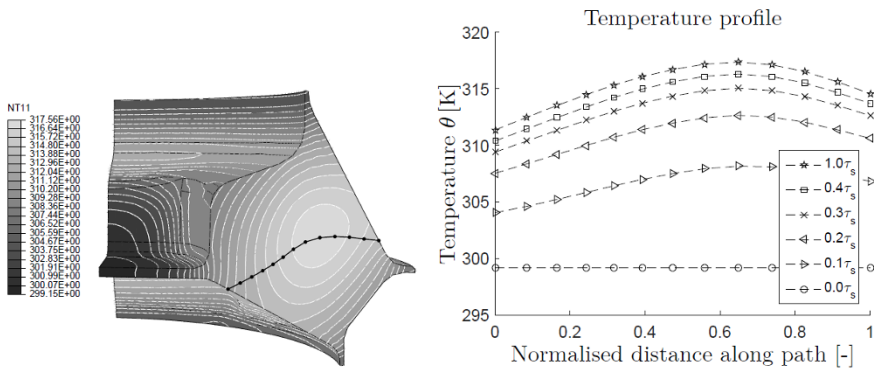 NT11
317.56E+00
316.64E+00
315.72E+00
314.80E+00
313.88E+00
312.96E+00
312.04E+00
311.12E+00
310.20E+00
309.28E+00
308.36E+00
307.44E+00
306.52E+00
305.59E+00
304.67E+00
303.75E+00
302.83E+00
301.91E+00
300.99E+00
300.07E+00
299.15E+00
Temperature profile
Temperature θ [K]
320
315
310
305
300
295
1.0τs
0.4τs
0.3τs
0.2τs
0.1τs
0.0τs
0 0.2 0.4 0.6 0.8 1
Normalised distance along path [-]